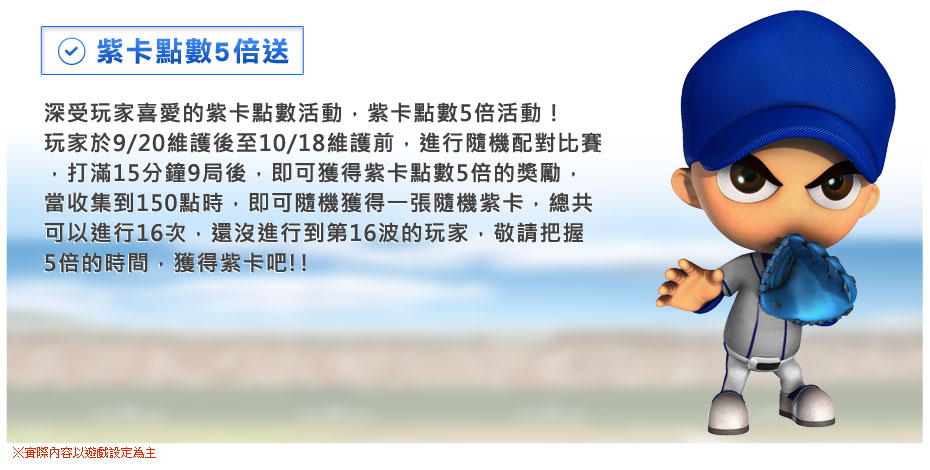 紫卡點數5倍送
深受玩家喜愛的紫卡點數活動，紫卡點數5倍活動！
玩家於9/20維護後至10/18維護前，進行隨機配對比賽
，打滿15分鐘9局後，即可獲得紫卡點數5倍的獎勵，
當收集到150點時，即可隨機獲得一張隨機紫卡，總共
可以進行16次，還沒進行到第16波的玩家，敬請把握
5倍的時間，獲得紫卡吧!!
※實際內容以遊戲設定為主